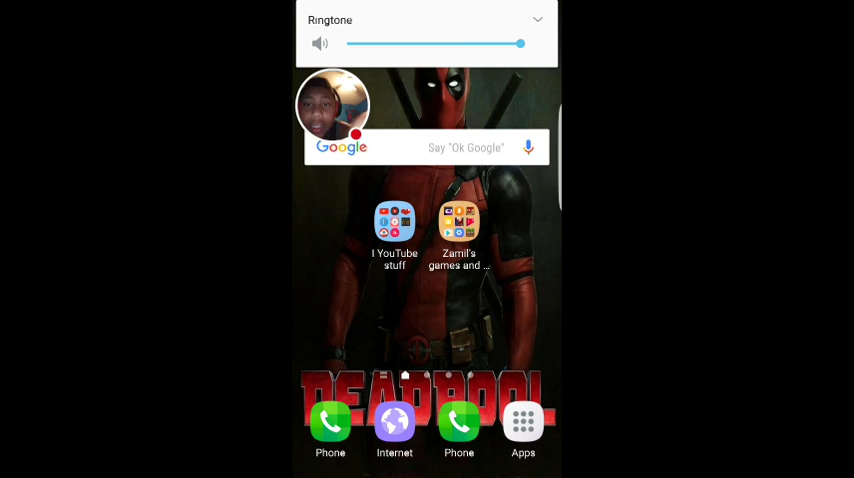 Ringtone
Google
Say "Ok Google"
I YouTube
stuff
Zamil's
games and ...
DEADPOOL
Phone
Internet
Phone
Apps